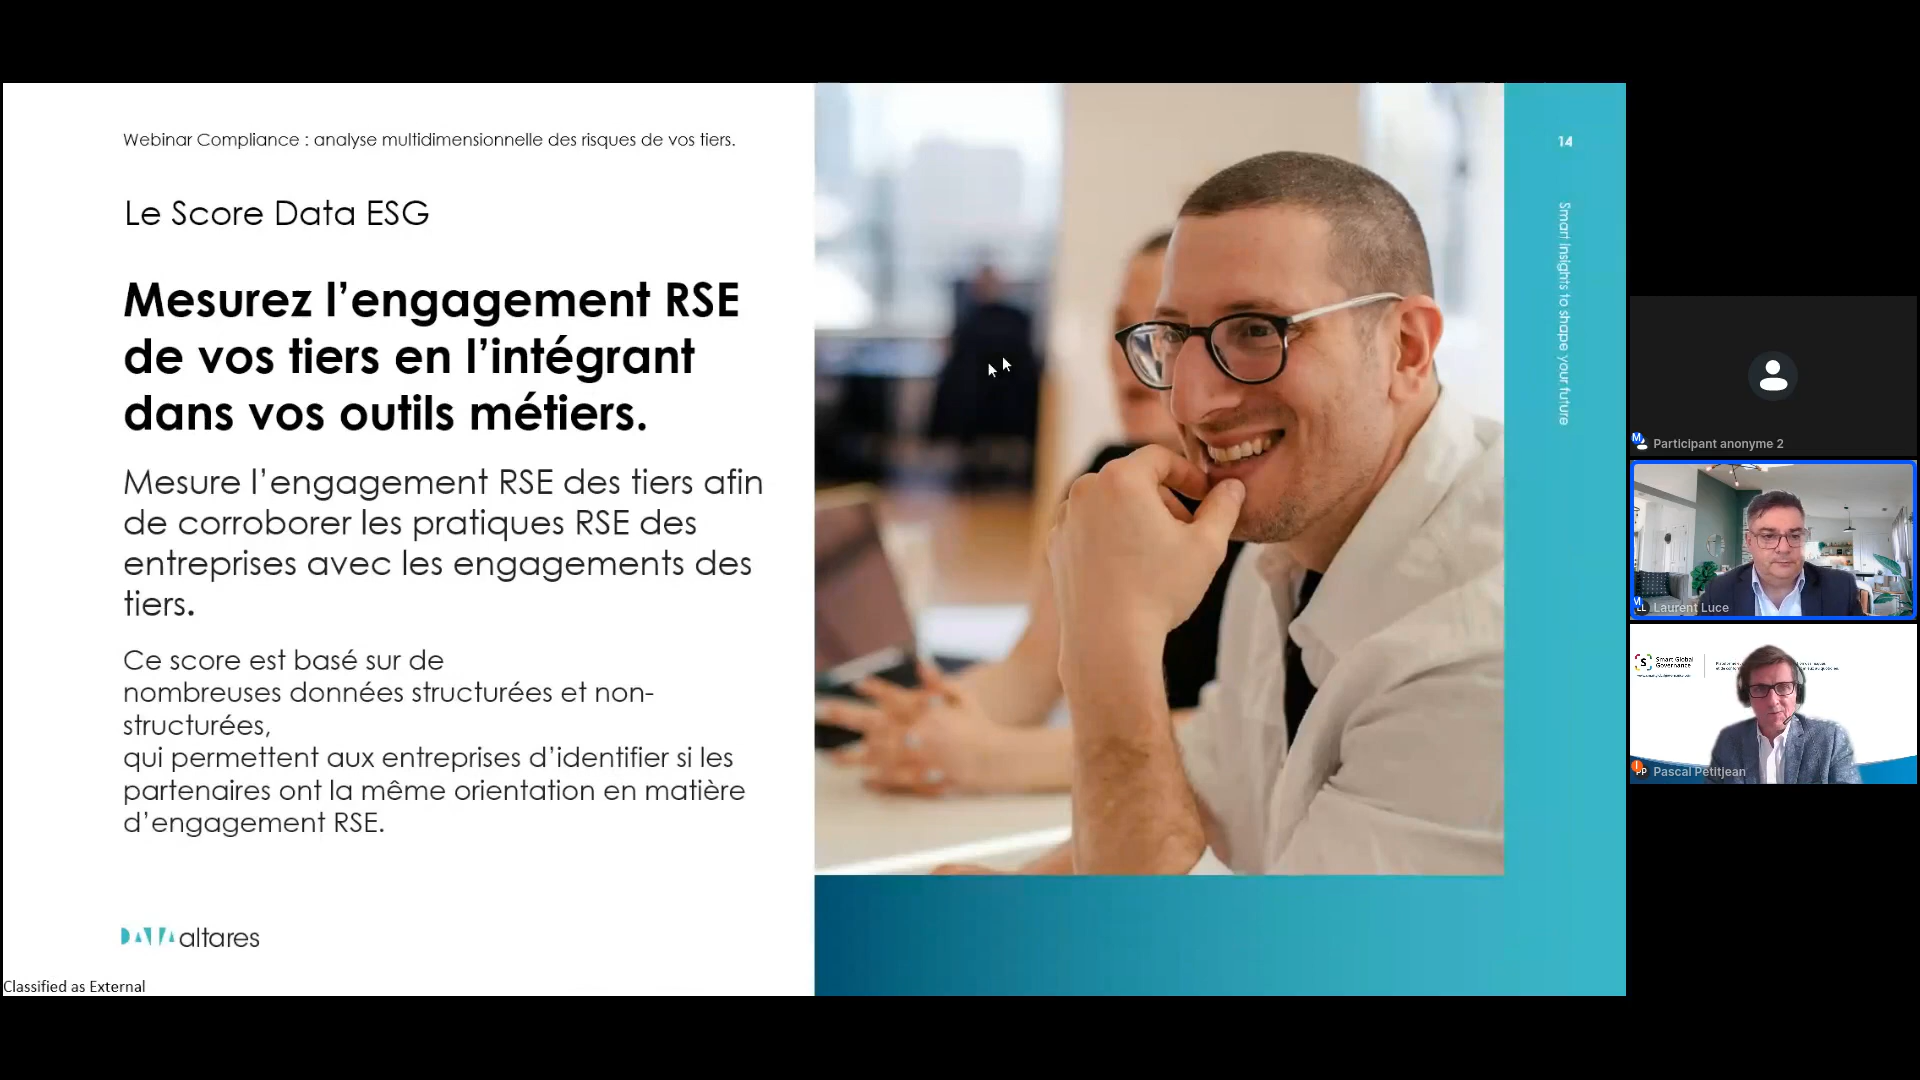 Webinar Compliance : analyse multidimensionnelle des risques de vos tiers.
Le Score Data ESG
Mesurez l’engagement RSE
de vos tiers en l’intégrant
dans vos outils métiers.
Mesure l’engagement RSE des tiers afin
de corroborer les pratiques RSE des
entreprises avec les engagements des
tiers.
Ce score est basé sur de
nombreuses données structurées et non-
structurées,
qui permettent aux entreprises d’identifier si les
partenaires ont la même orientation en matière
d’engagement RSE.
DATA altares
Classified as External
14
Smart insights to shape your future
Participant anonyme 2
Laurent Luce
Smart Global
Governance
Pascal Petitjean